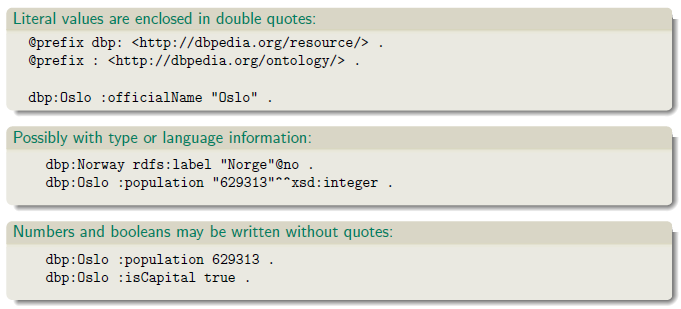 Literal values are enclosed in double quotes:
@prefix dbp: <http://dbpedia.org/resource/> .
@prefix : <http://dbpedia.org/ontology/> .
dbp:Oslo :officialName "Oslo" .
Possibly with type or language information:
dbp:Norway rdfs:label "Norge"@no .
dbp:Oslo :population "629313"^^xsd:integer .
Numbers and booleans may be written without quotes:
dbp:Oslo :population 629313 .
dbp:Oslo :isCapital true .